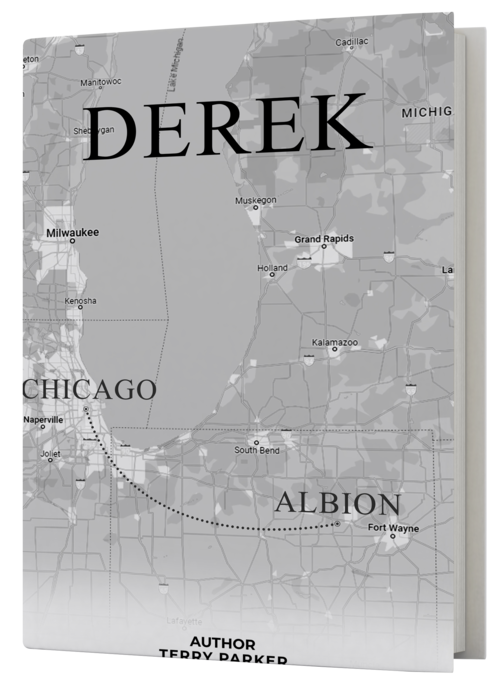 Cadillac
eton
Lake Michigan
Manitowoc
MICHIG
DEREK
Sheboygan
Muskegon
Milwaukee
Grand Rapids
Holland
La
Kenosha
Kalamazoo
CHICAGO
Naperville
South Bend
Joliet
ALBION
Fort Wayne
Lafayette
AUTHOR
TERRY PARKER